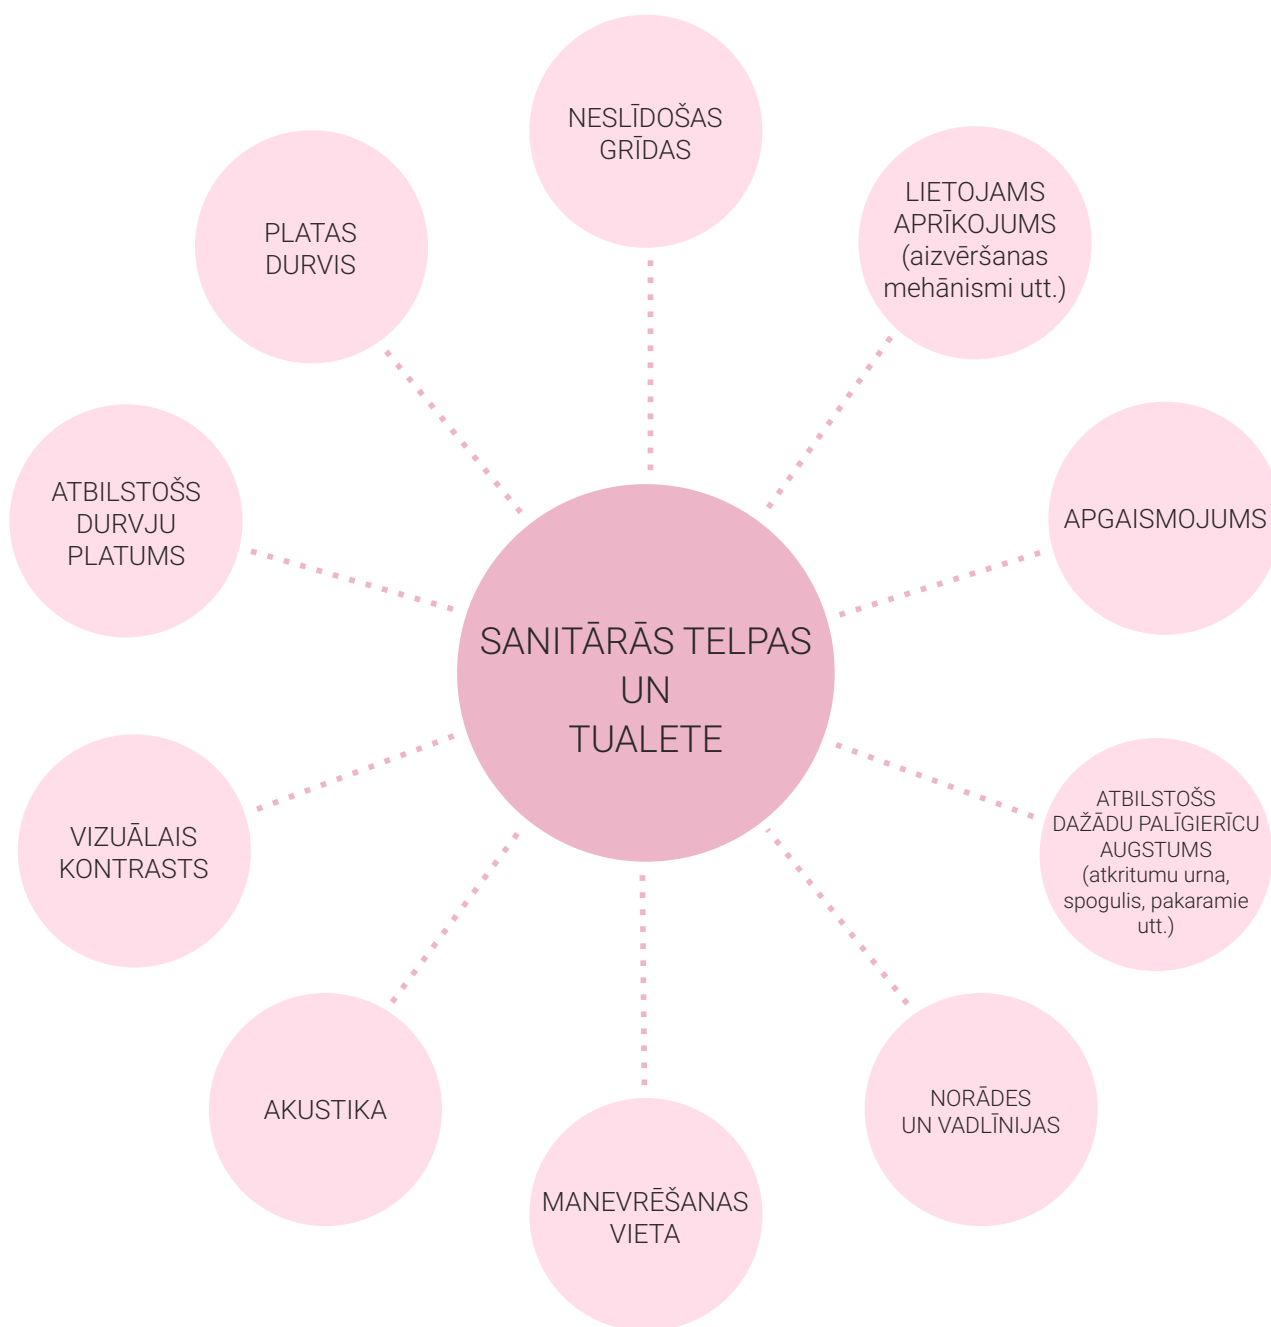 NESLĪDOŠAS
GRĪDAS
LIETOJAMS
APRĪKOJUMS
(aizvēršanas
mehānismi utt.)
PLATAS
DURVIS
ATBILSTOŠS
DURVJU
PLATUMS
APGAISMOJUMS
SANITĀRĀS TELPAS
UN
TUALETE
VIZUĀLAIS
KONTRASTS
ATBILSTOŠS
DAŽĀDU PALĪGIERĪCU
AUGSTUMS
(atkritumu urna,
spogulis, pakaramie
utt.)
AKUSTIKA
NORĀDES
UN VADLĪNIJAS
MANEVRĒŠANAS
VIETA